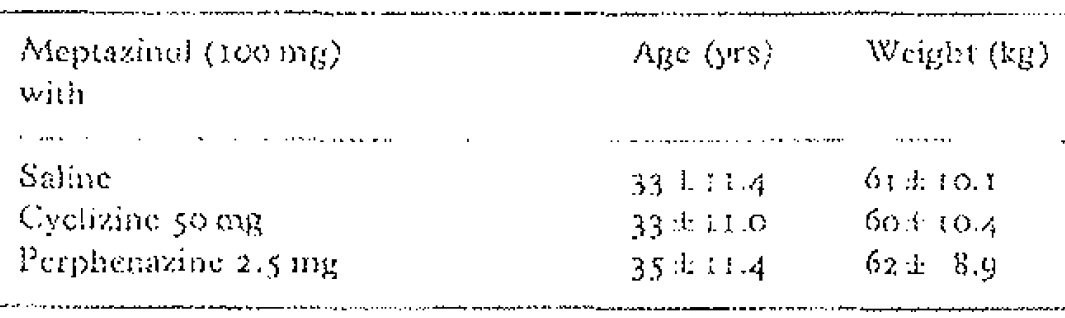 Meptazinol (100 mg) Age (yrs) Weight (kg)
with
Saline 33 ± 11.4 61 ± 10.1
Cyclizine 50 mg 33 ± 11.0 60 ± 10.4
Perphenazine 2.5 mg 35 ± 11.4 62 ± 8.9